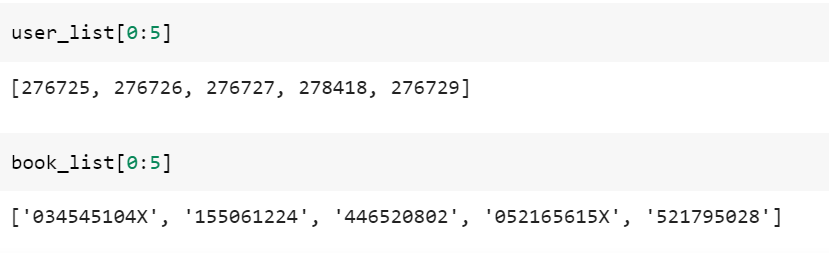 user_list[0:5]
[276725, 276726, 276727, 278418, 276729]
book_list[0:5]
['034545104X', '155061224', '446520802', '052165615X', '521795028']